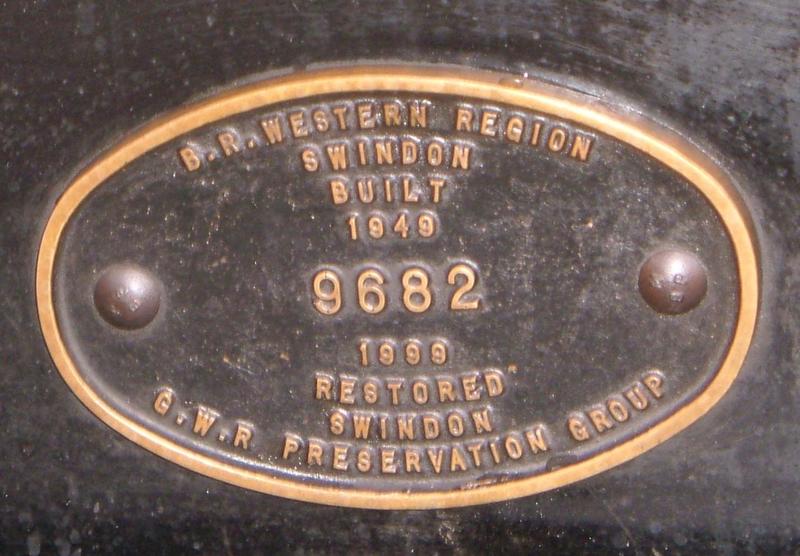 B.R. WESTERN REGION
SWINDON
BUILT
1949
9682
1999
RESTORED
SWINDON
G.W.R PRESERVATION GROUP